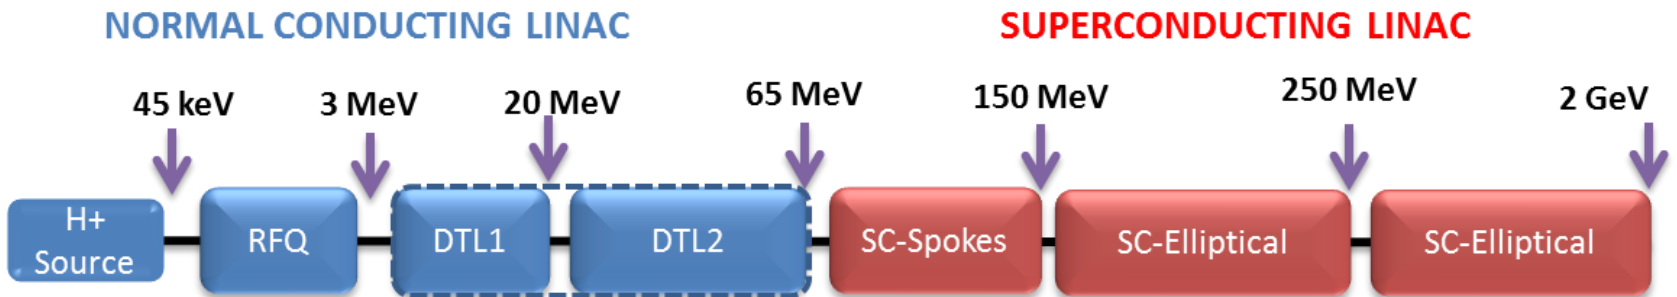 NORMAL CONDUCTING LINAC
SUPERCONDUCTING LINAC
45 keV
3 MeV
20 MeV
65 MeV
150 MeV
250 MeV
2 GeV
H+
Source
RFQ
DTL1
DTL2
SC-Spokes
SC-Elliptical
SC-Elliptical